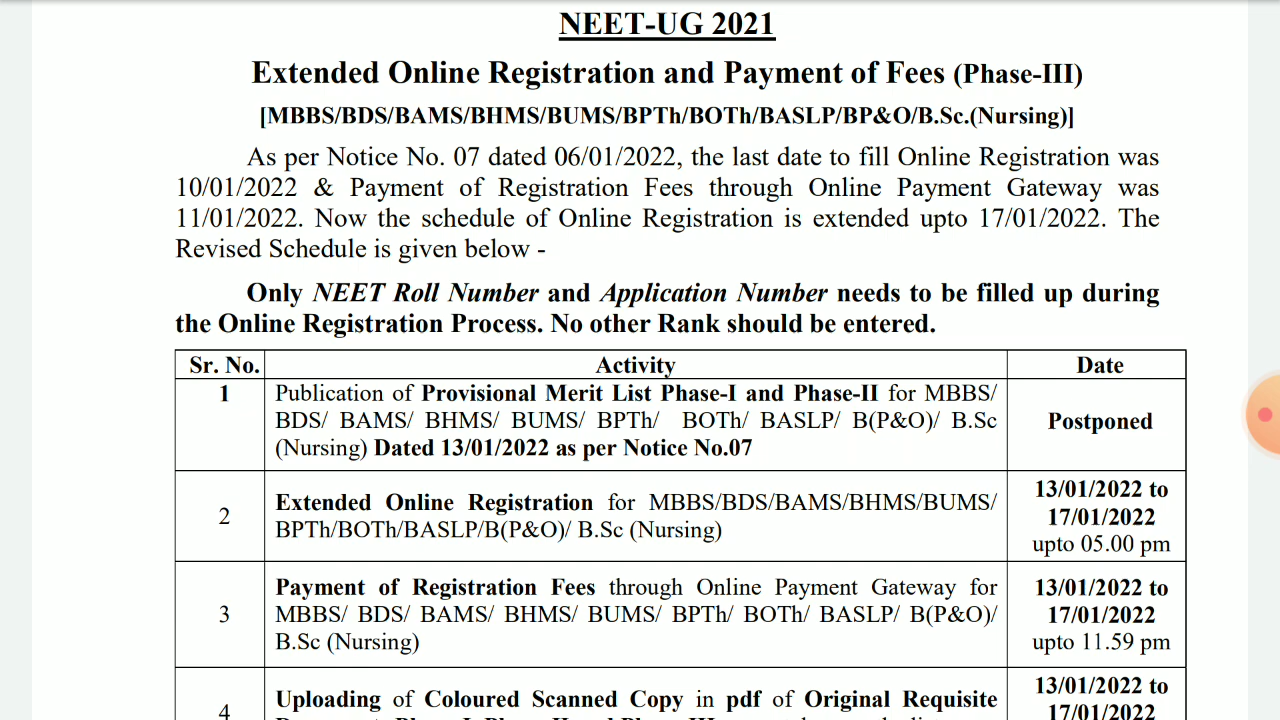 NEET-UG 2021
Extended Online Registration and Payment of Fees (Phase-III)
[MBBS/BDS/BAMS/BHMS/BUMS/BPTh/BOTh/BASLP/BP&O/B.Sc.(Nursing)]
As per Notice No. 07 dated 06/01/2022, the last date to fill Online Registration was
10/01/2022 & Payment of Registration Fees through Online Payment Gateway was
11/01/2022. Now the schedule of Online Registration is extended upto 17/01/2022. The
Revised Schedule is given below -
Only NEET Roll Number and Application Number needs to be filled up during
the Online Registration Process. No other Rank should be entered.
Sr. No. Activity Date
1 Publication of Provisional Merit List Phase-I and Phase-II for MBBS/
BDS/ BAMS/ BHMS/ BUMS/ BPTh/ BOTh/ BASLP/ B(P&O)/ B.Sc
(Nursing) Dated 13/01/2022 as per Notice No.07
Postponed
2
Extended Online Registration for MBBS/BDS/BAMS/BHMS/BUMS/
BPTh/BOTh/BASLP/B(P&O)/ B.Sc (Nursing)
13/01/2022 to
17/01/2022
upto 05.00 pm
3
Payment of Registration Fees through Online Payment Gateway for
MBBS/ BDS/ BAMS/ BHMS/ BUMS/ BPTh/ BOTh/ BASLP/ B(P&O)/
B.Sc (Nursing)
13/01/2022 to
17/01/2022
upto 11.59 pm
4
Uploading of Coloured Scanned Copy in pdf of Original Requisite
13/01/2022 to
17/01/2022